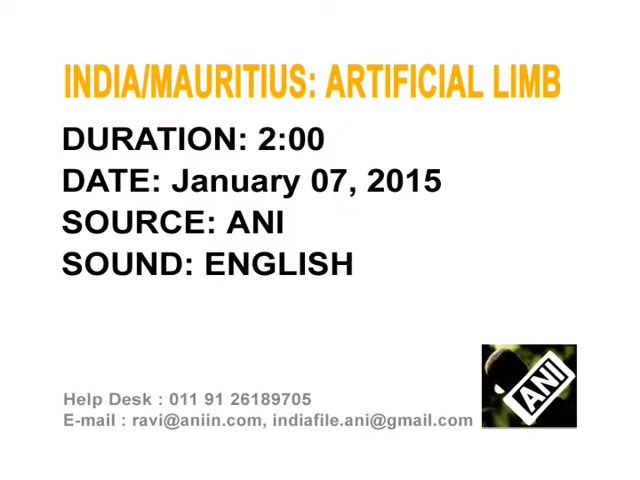 INDIA/MAURITIUS: ARTIFICIAL LIMB
DURATION: 2:00
DATE: January 07, 2015
SOURCE: ANI
SOUND: ENGLISH
Help Desk : 011 91 26189705
E-mail : ravi@aniin.com, indiafile.ani@gmail.com
ANI